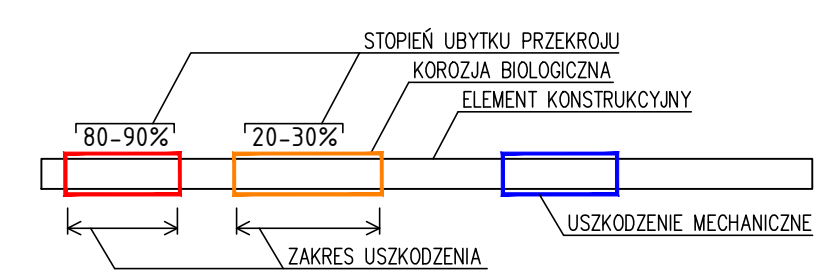 STOPIEŃ UBYTKU PRZEKROJU
KOROZJA BIOLOGICZNA
ELEMENT KONSTRUKCYJNY
80-90%
20-30%
USZKODZENIE MECHANICZNE
ZAKRES USZKODZENIA